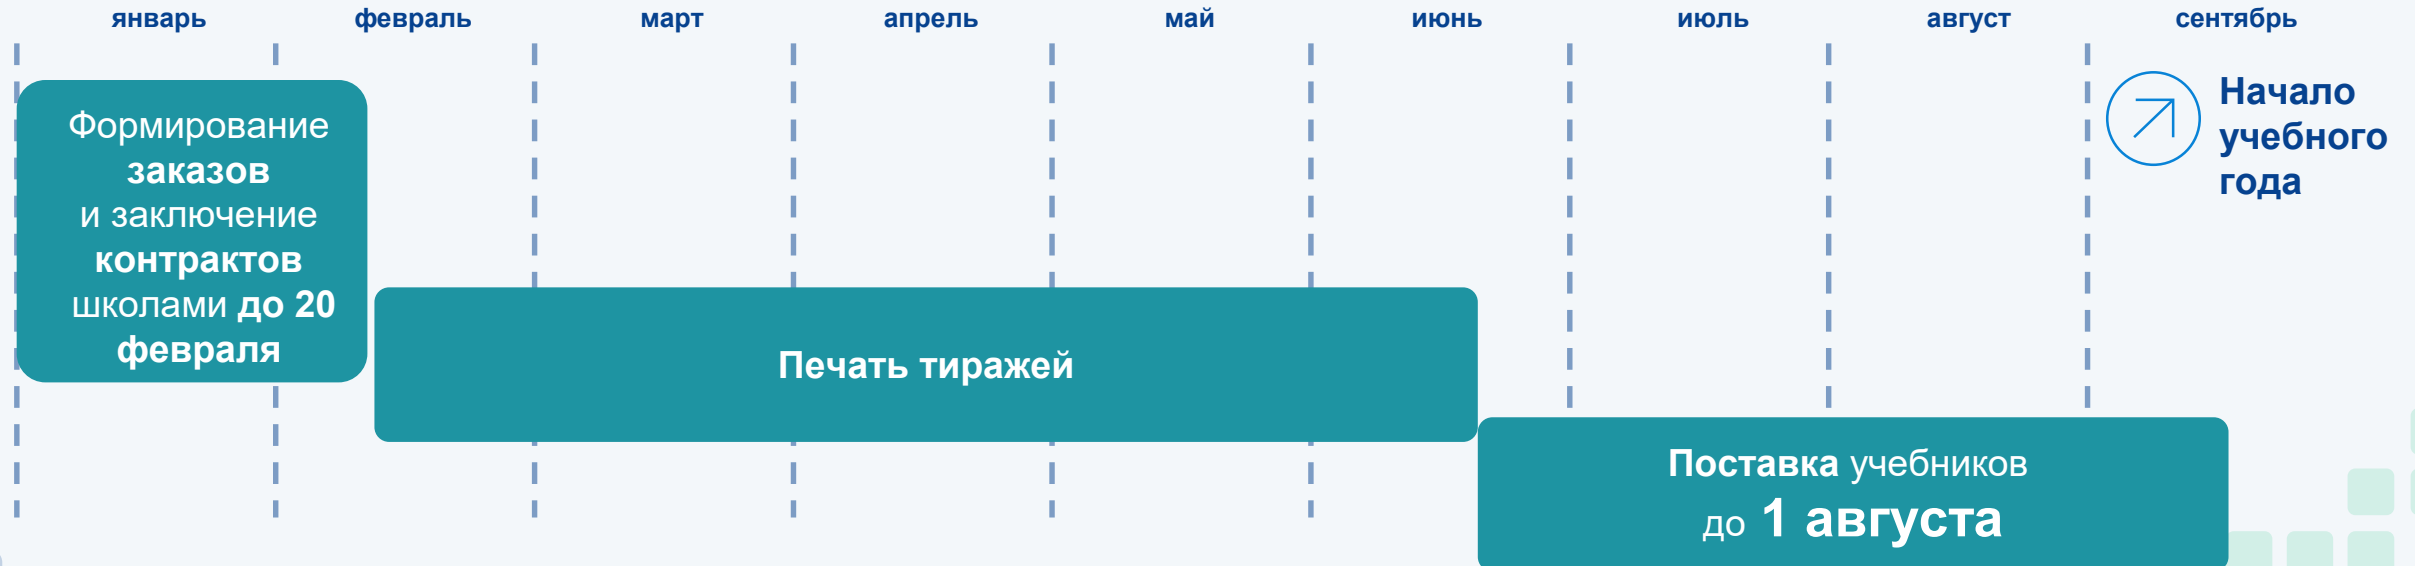 январь февраль март апрель май июнь июль август сентябрь
Начало
учебного
года
Формирование
заказов
и заключение
контрактов
школами до 20
февраля
Печать тиражей
Поставка учебников
до 1 августа